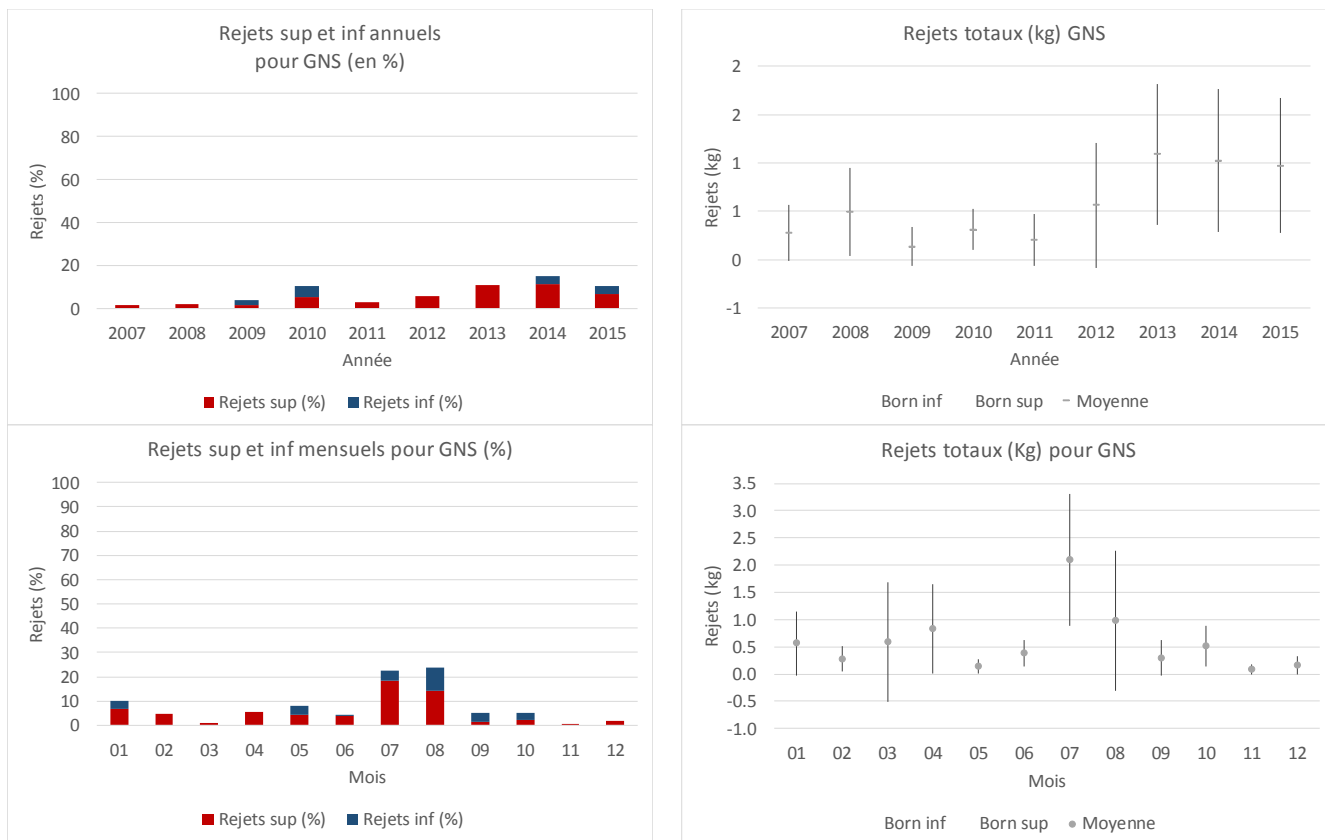 Rejets sup et inf annuels
pour GNS (en %)
100
80
60
40
20
0
Rejets (%)
2007 2008 2009 2010 2011 2012 2013 2014 2015
Année
Rejets sup (%) Rejets inf (%)
Rejets totaux (kg) GNS
2
2
1
1
0
-1
Rejets (kg)
2007 2008 2009 2010 2011 2012 2013 2014 2015
Année
Born inf Born sup Moyenne
Rejets sup et inf mensuels pour GNS (%)
100
90
80
70
60
50
40
30
20
10
0
Rejets (%)
01 02 03 04 05 06 07 08 09 10 11 12
Mois
Rejets sup (%) Rejets inf (%)
Rejets totaux (Kg) pour GNS
3.5
3.0
2.5
2.0
1.5
1.0
0.5
0.0
-0.5
-1.0
Rejets (kg)
01 02 03 04 05 06 07 08 09 10 11 12
Mois
Born inf Born sup Moyenne